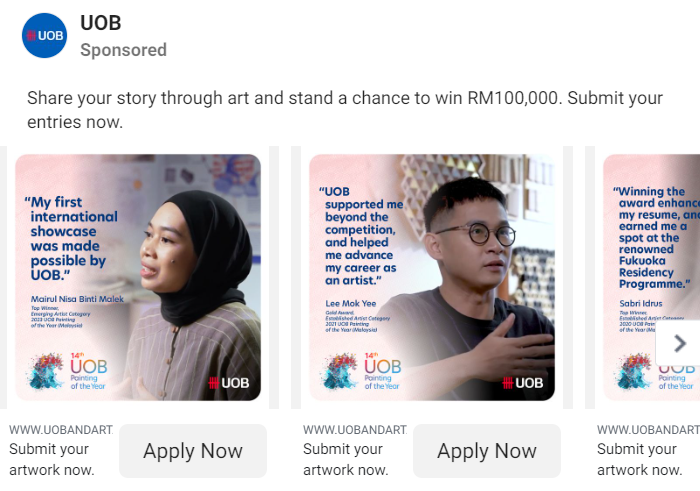 UOB
UOB
Sponsored
Share your story through art and stand a chance to win RM100,000. Submit your
entries now.
“My first
international
showcase
was made
possible by
UOB.”
Mairul Nisa Binti Malek
Top Winner,
Emerging Artist Category
2023 UOB Painting
of the Year (Malaysia)
14th
UOB
Painting
of the Year
UOB
WWW.UOBANDART
Submit your
artwork now.
Apply Now
“UOB
supported me
beyond the
competition,
and helped
me advance
my career as
an artist.”
Lee Mok Yee
Gold Award,
Established Artist Category
2021 UOB Painting
of the Year (Malaysia)
14th
UOB
Painting
of the Year
UOB
WWW.UOBANDART
Submit your
artwork now.
Apply Now
“Winning the
award enhance
my resume, and
earned me a
spot at the
renowned
Fukuoka
Residency
Programme.”
Sabri Idrus
Top Winner,
Established Artist Category
2020 UOB Pain
of the Year (Ma
UOB
Painting
of the Year
WWW.UOBANDART
Submit your
artwork now.